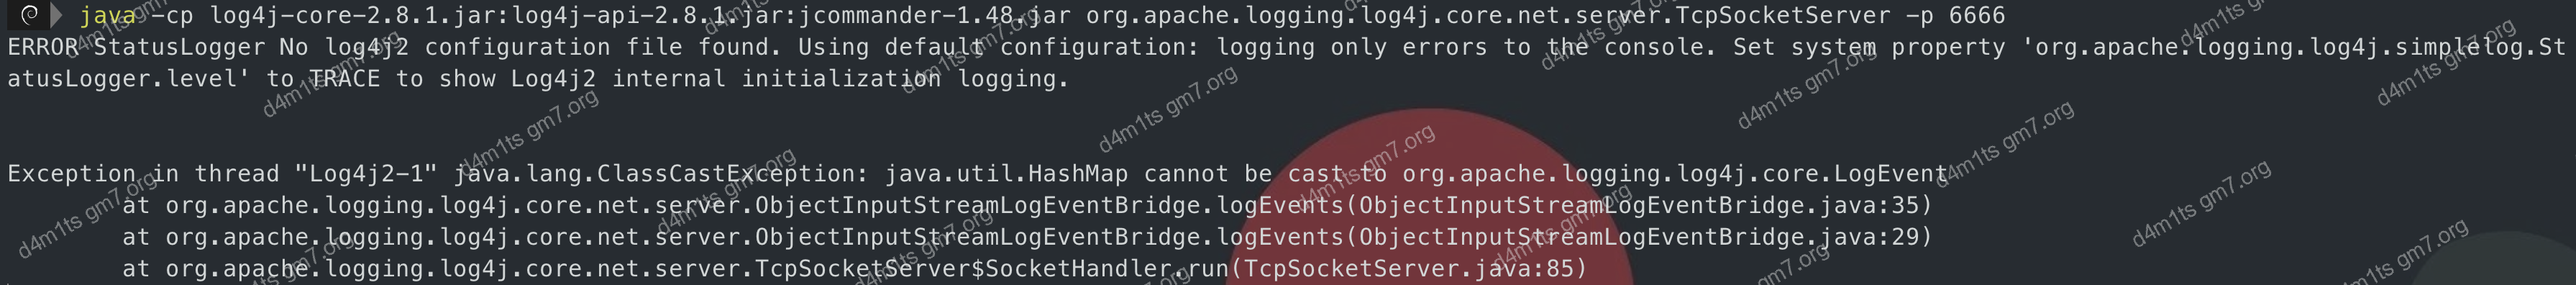 java -cp log4j-core-2.8.1.jar:log4j-api-2.8.1.jar:jcommander-1.48.jar org.apache.logging.log4j.core.net.server.TcpSocketServer -p 6666
ERROR StatusLogger No log4j2 configuration file found. Using default configuration: logging only errors to the console. Set system property 'org.apache.logging.log4j.simplelog.St
atusLogger.level' to TRACE to show Log4j2 internal initialization logging.
Exception in thread "Log4j2-1" java.lang.ClassCastException: java.util.HashMap cannot be cast to org.apache.logging.log4j.core.LogEvent
at org.apache.logging.log4j.core.net.server.ObjectInputStreamLogEventBridge.logEvents(ObjectInputStreamLogEventBridge.java:35)
at org.apache.logging.log4j.core.net.server.ObjectInputStreamLogEventBridge.logEvents(ObjectInputStreamLogEventBridge.java:29)
at org.apache.logging.log4j.core.net.server.TcpSocketServer$SocketHandler.run(TcpSocketServer.java:85)
d4m1ts gm7.org